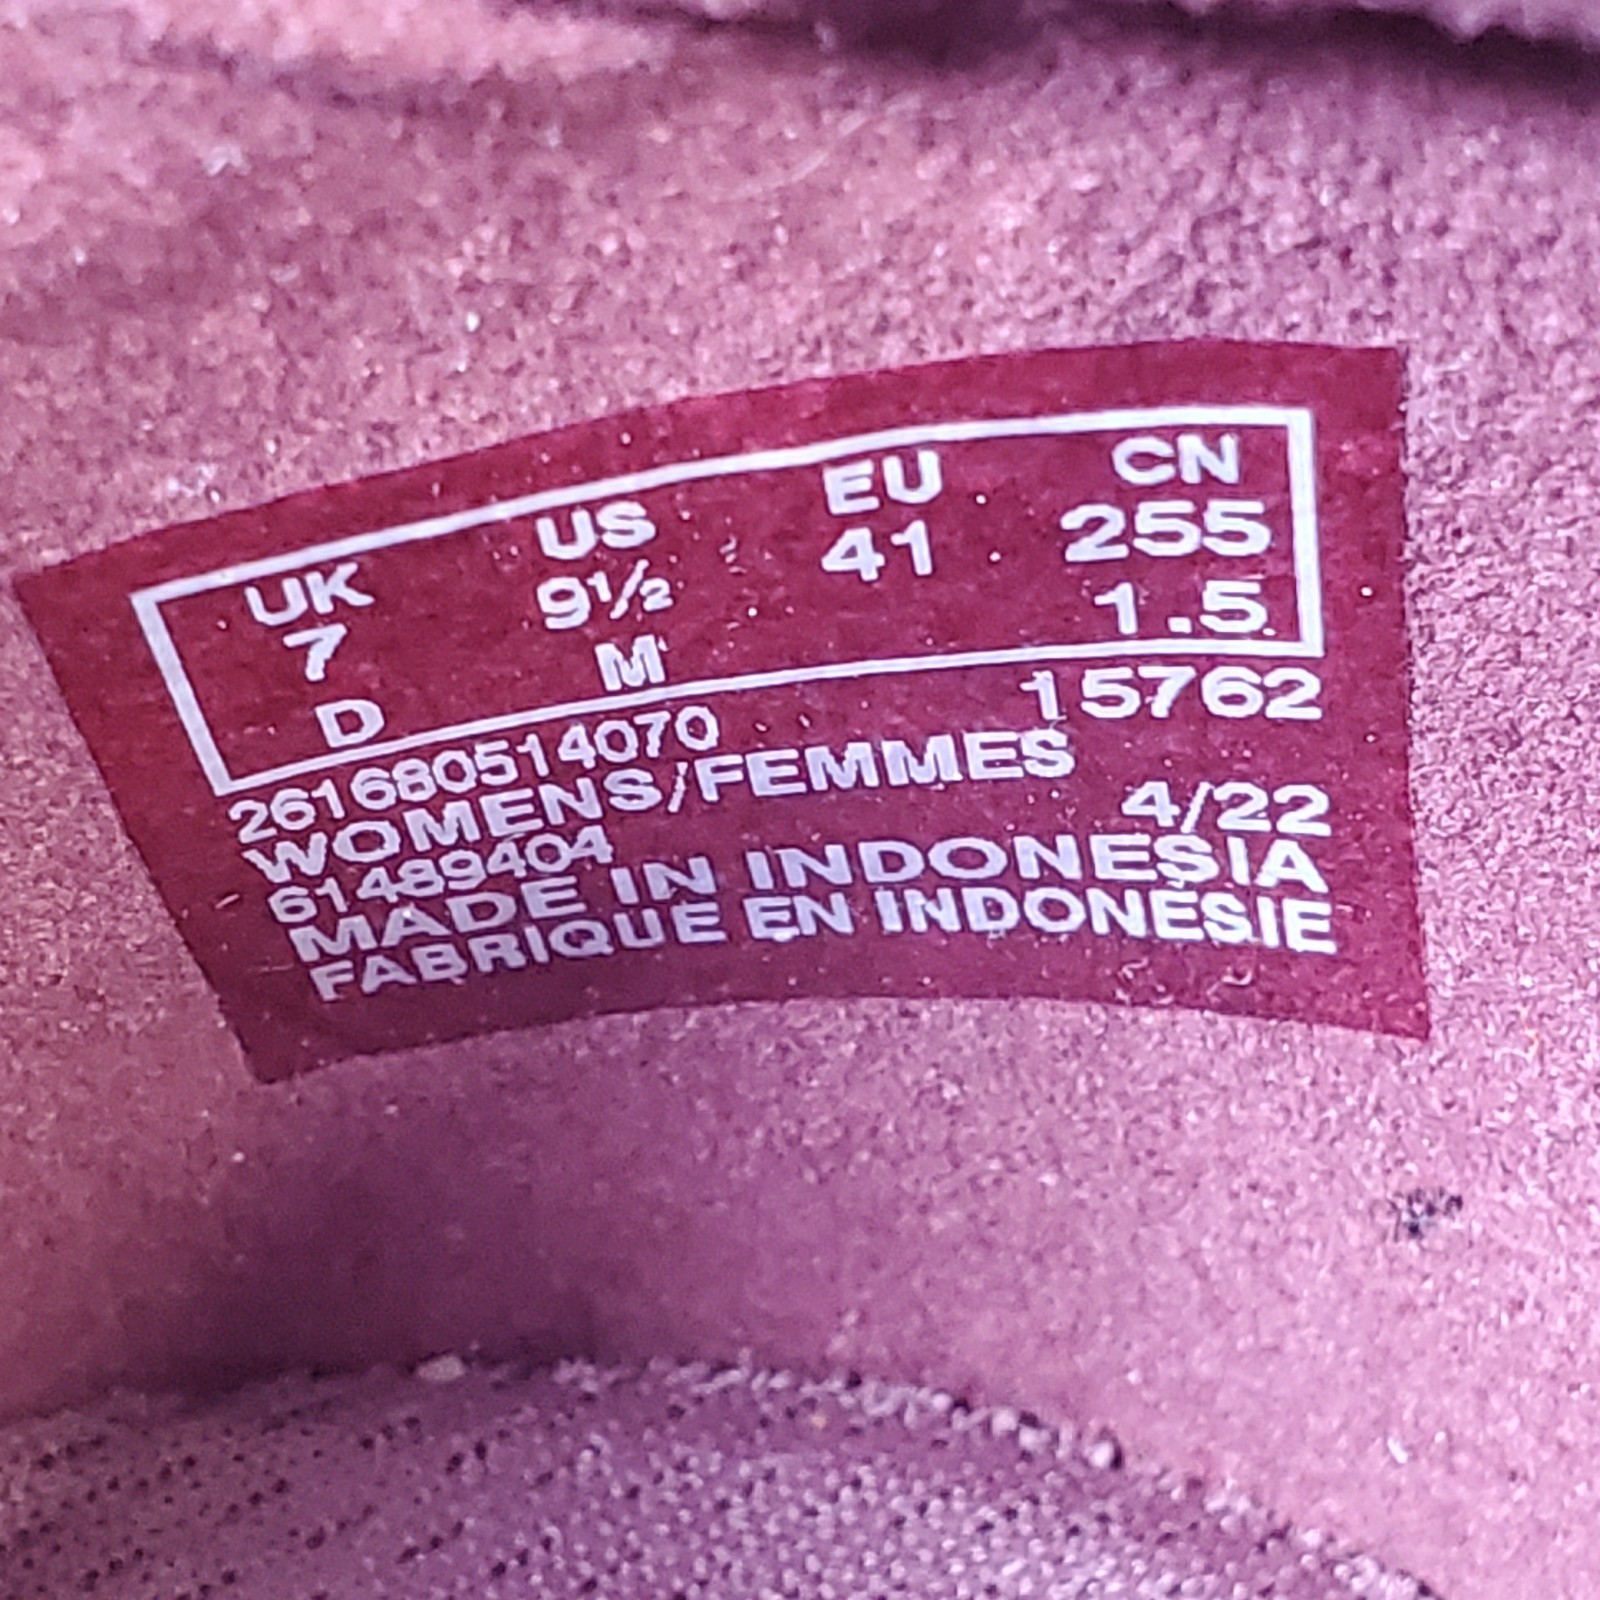 UK US EU CN
7 9½ 41 255
D M 1.5
261680514070 15762
WOMENS/FEMMES
61489404 4/22
MADE IN INDONESIA
FABRIQUE EN INDONÉSIE